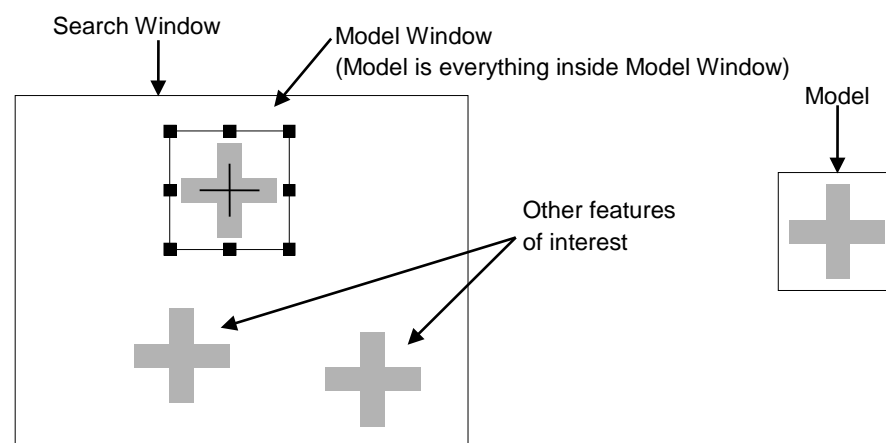 Search Window
Model Window
(Model is everything inside Model Window)
Model
Other features
of interest